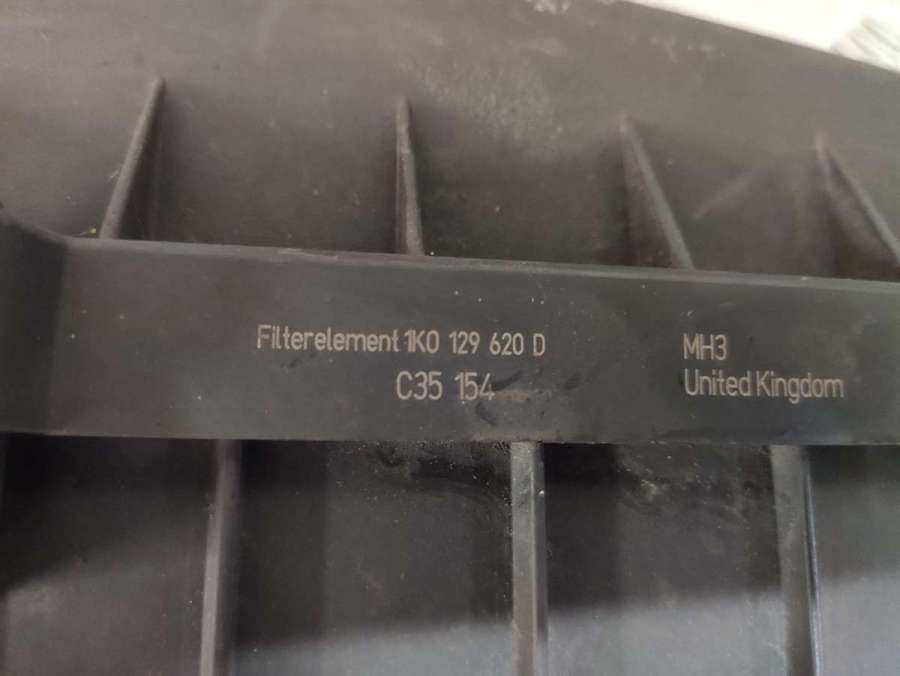 Filterelement 1K0 129 620 D
C35 154
MH3
United Kingdom